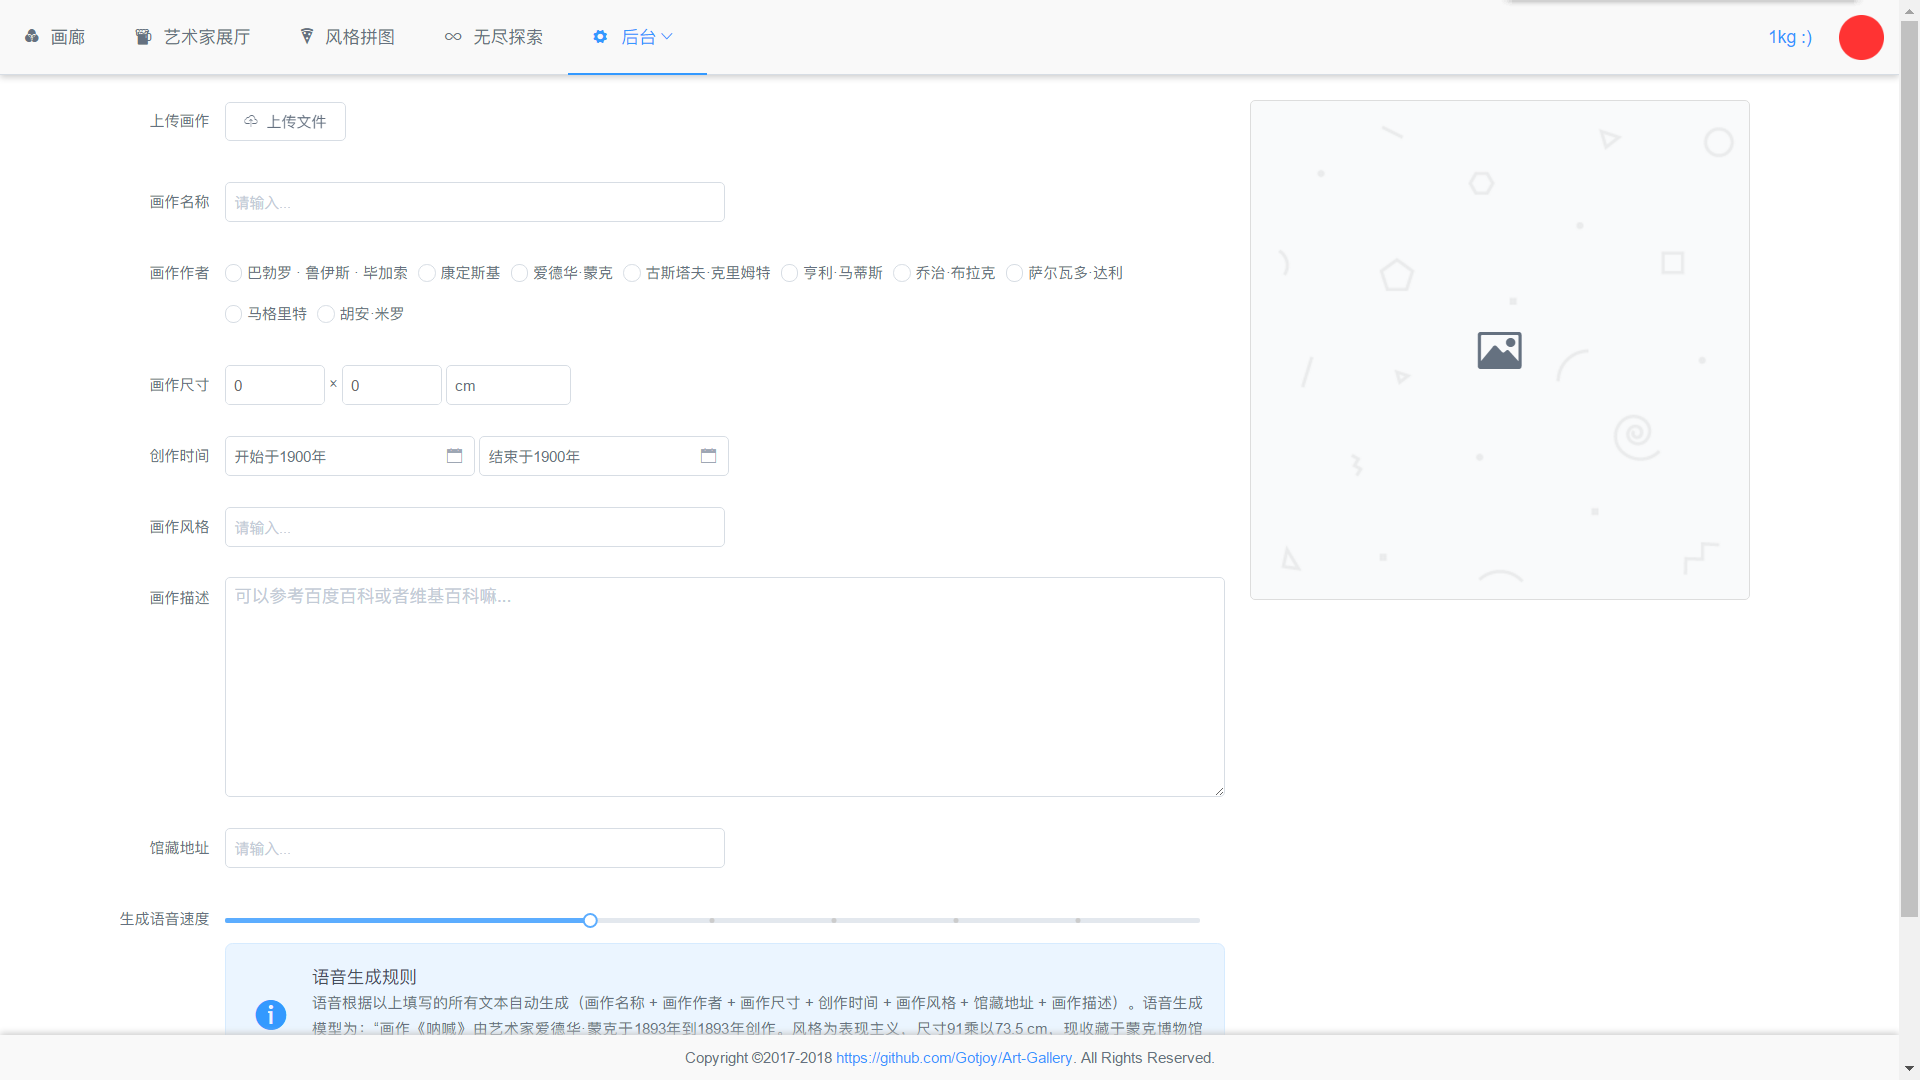 画廊 艺术家展厅 风格拼图 无尽探索 后台 1kg :)
上传画作 上传文件
画作名称 请输入...
画作作者 巴勃罗 · 鲁伊斯 · 毕加索 康定斯基 爱德华·蒙克 古斯塔夫·克里姆特 亨利·马蒂斯 乔治·布拉克 萨尔瓦多·达利
马格里特 胡安·米罗
画作尺寸 0 × 0 cm
创作时间 开始于1900年 结束于1900年
画作风格 请输入...
画作描述 可以参考百度百科或者维基百科嘛...
馆藏地址 请输入...
生成语音速度
语音生成规则
语音根据以上填写的所有文本自动生成（画作名称 + 画作作者 + 画作尺寸 + 创作时间 + 画作风格 + 馆藏地址 + 画作描述）。语音生成
模型为：“画作《呐喊》由艺术家爱德华·蒙克于1893年到1893年创作。风格为表现主义，尺寸91乘以73.5 cm，现收藏于蒙克博物馆
Copyright ©2017-2018 https://github.com/Gotjoy/Art-Gallery. All Rights Reserved.